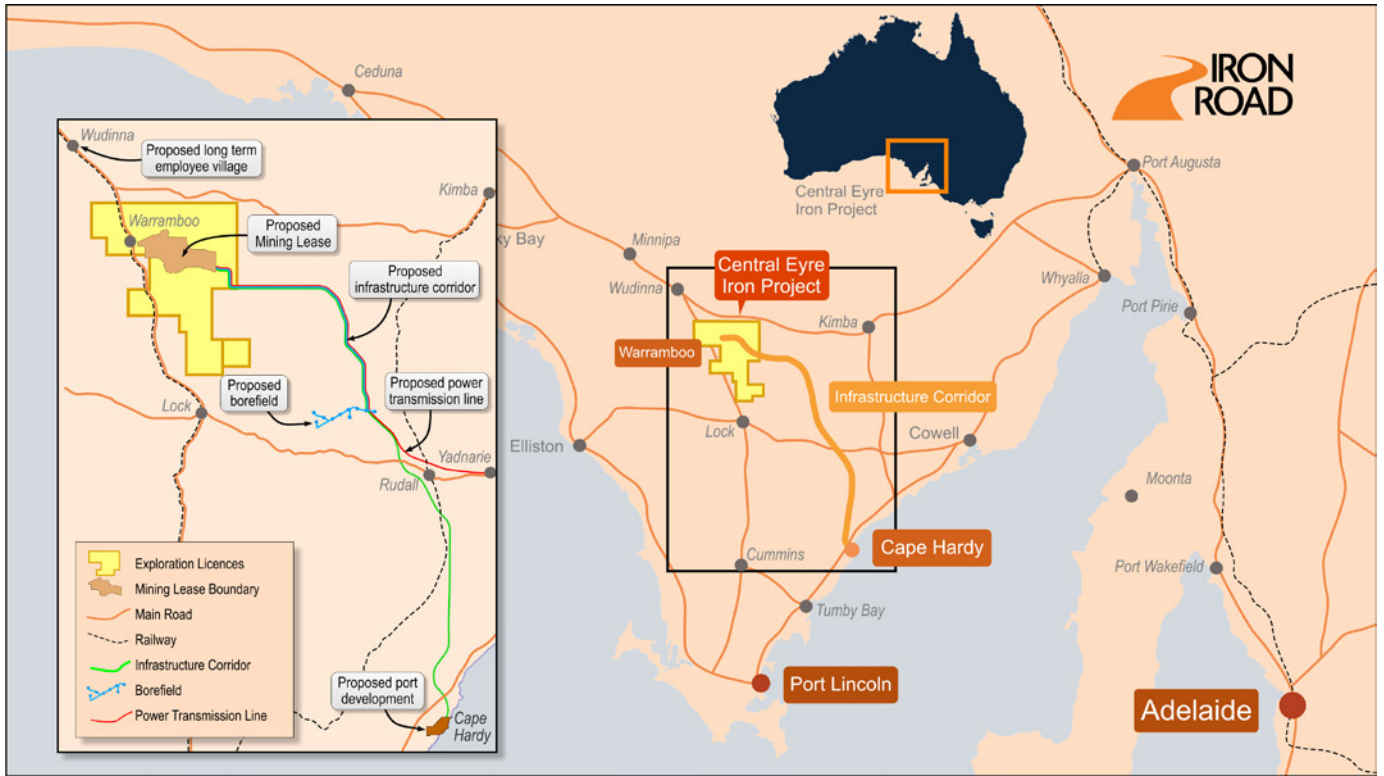 Ceduna
IRON
ROAD
Port Augusta
Central Eyre
Iron Project
ky Bay
Minnipa
Wudinna
Central Eyre
Iron Project
Whyalla
Port Pirie
Kimba
Warramboo
Infrastructure Corridor
Lock
Cowell
Elliston
Moonta
Cape Hardy
Cummins
Port Wakefield
Tumby Bay
Port Lincoln
Adelaide
Wudinna
Proposed long term
employee village
Kimba
Warramboo
Proposed
Mining Lease
Proposed
infrastructure corridor
Proposed
borefield
Proposed power
transmission line
Lock
Yadnarie
Rudall
Exploration Licences
Mining Lease Boundary
Main Road
Railway
Infrastructure Corridor
Borefield
Power Transmission Line
Proposed port
development
Cape
Hardy